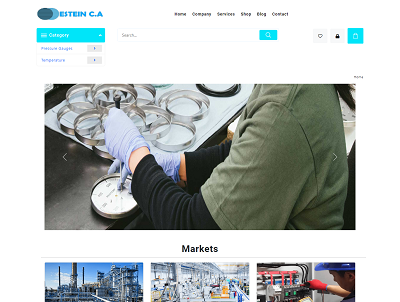 ESTEIN C.A
Home Company Services Shop Blog Contact
Category
Search...
Pressure Gauges
Temperature
Home
Markets